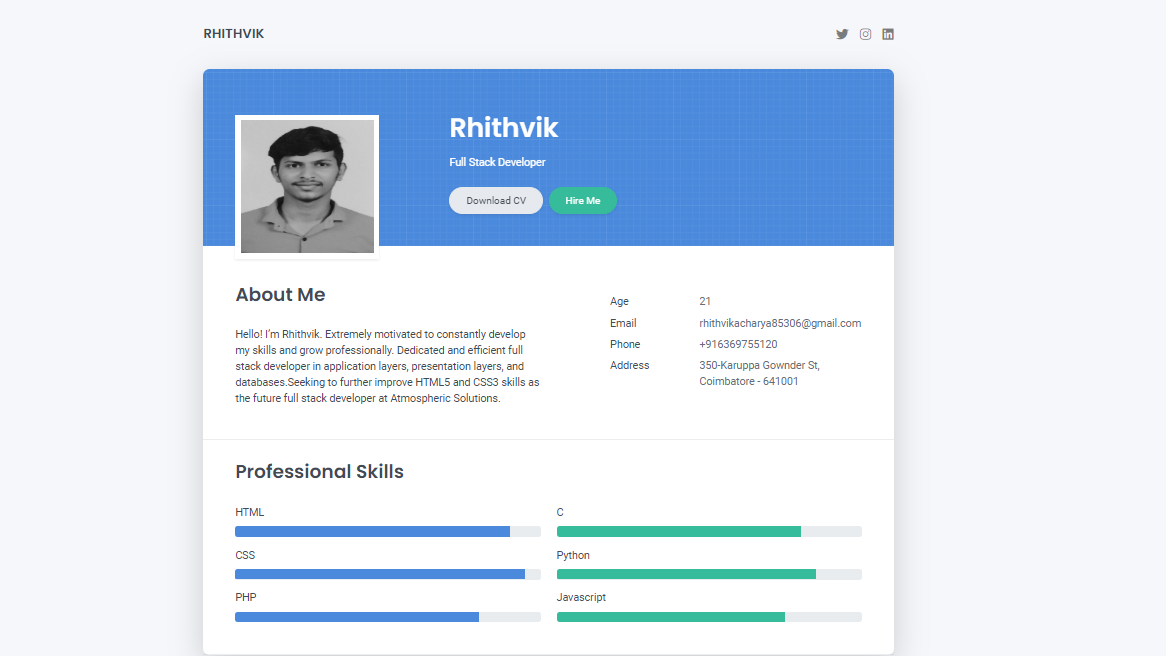 RHITHVIK
Rhithvik
Full Stack Developer
Download CV
Hire Me
About Me
Hello! I’m Rhithvik. Extremely motivated to constantly develop
my skills and grow professionally. Dedicated and efficient full
stack developer in application layers, presentation layers, and
databases.Seeking to further improve HTML5 and CSS3 skills as
the future full stack developer at Atmospheric Solutions.
Age 21
Email rhithvikacharya85306@gmail.com
Phone +916369755120
Address 350-Karuppa Gownder St,
Coimbatore - 641001
Professional Skills
HTML
CSS
PHP
C
Python
Javascript